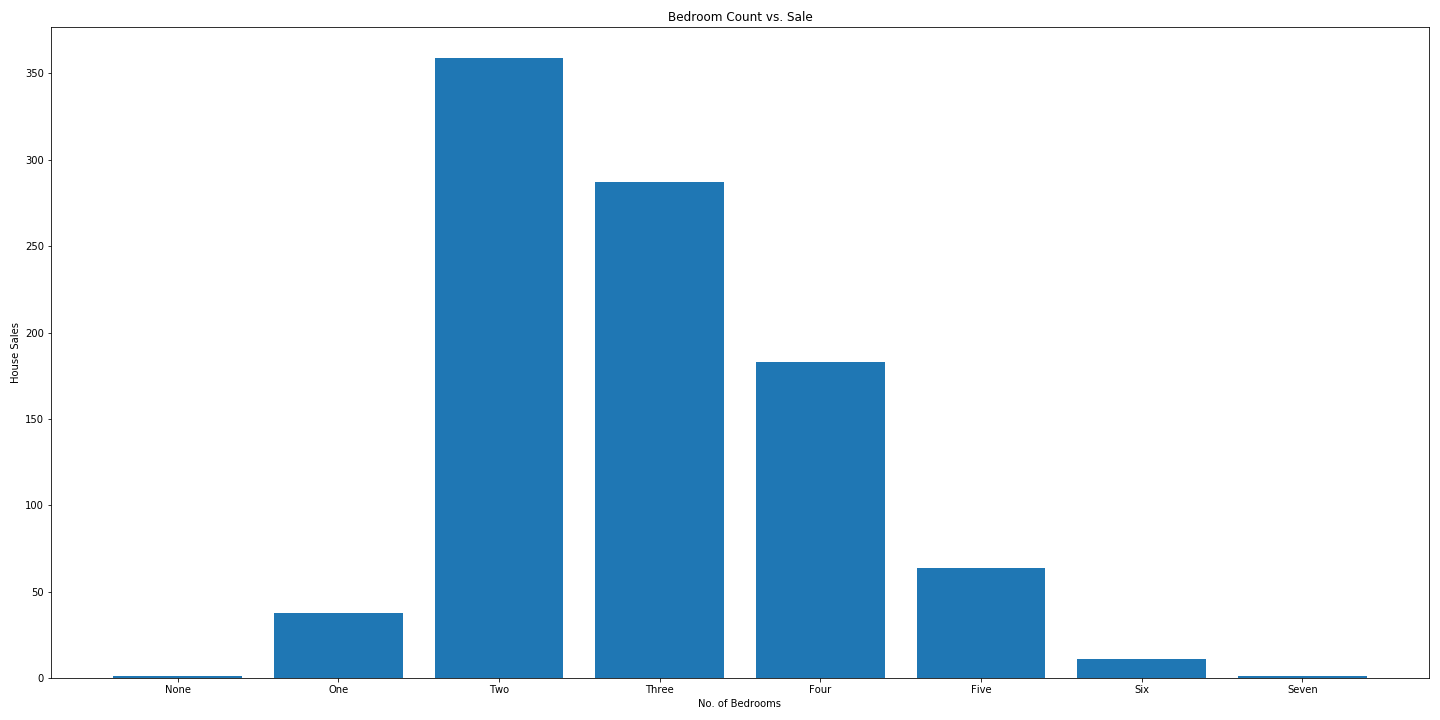 Bedroom Count vs. Sale
350
300
250
200
150
100
50
0
House Sales
None One Two Three Four Five Six Seven
No. of Bedrooms